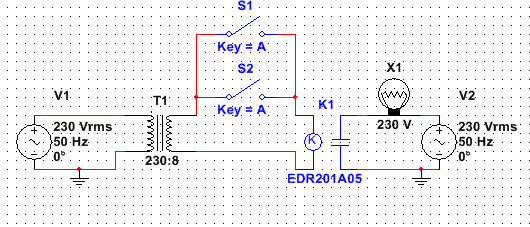 S1
Key = A
S2
Key = A
V1
230 Vrms
50 Hz
0°
T1
230:8
K1
K
EDR201A05
X1
230 V
V2
230 Vrms
50 Hz
0°